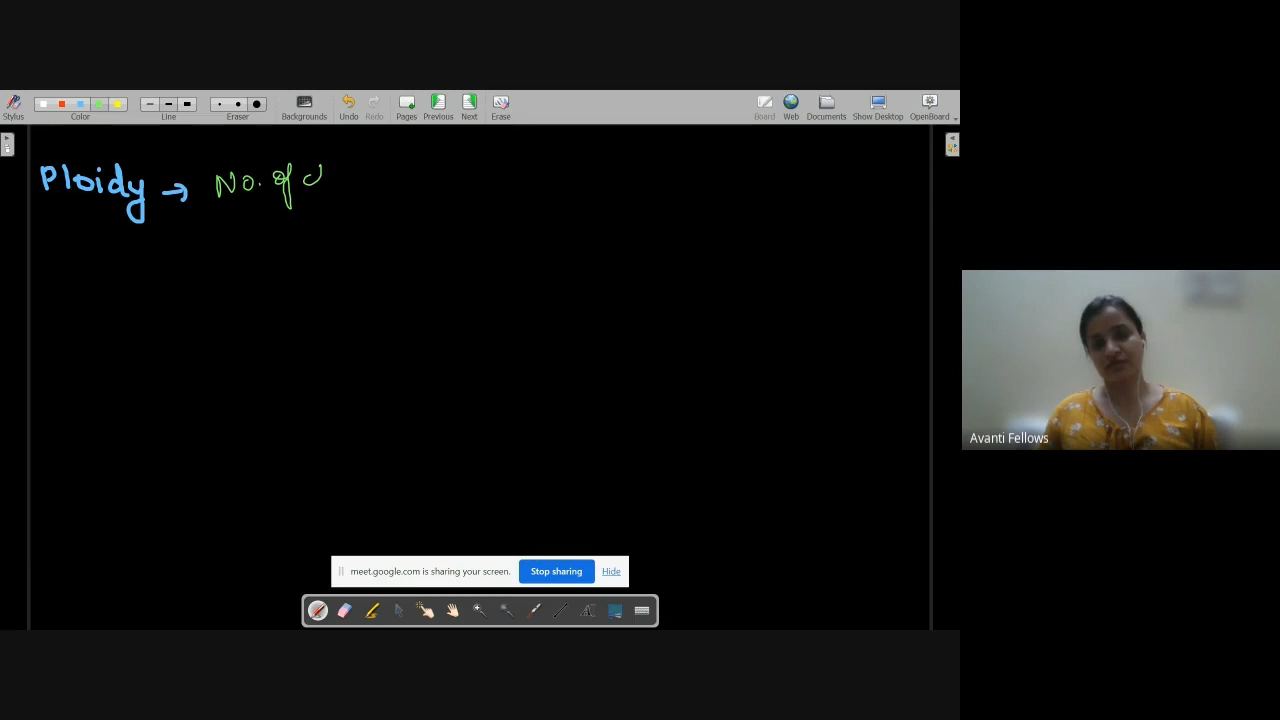 Stylus Color Line Eraser Backgrounds Undo Redo Pages Previous Next Erase Board Web Documents Show Desktop OpenBoard
Ploidy → No. of
Avanti Fellows
meet.google.com is sharing your screen. Stop sharing Hide